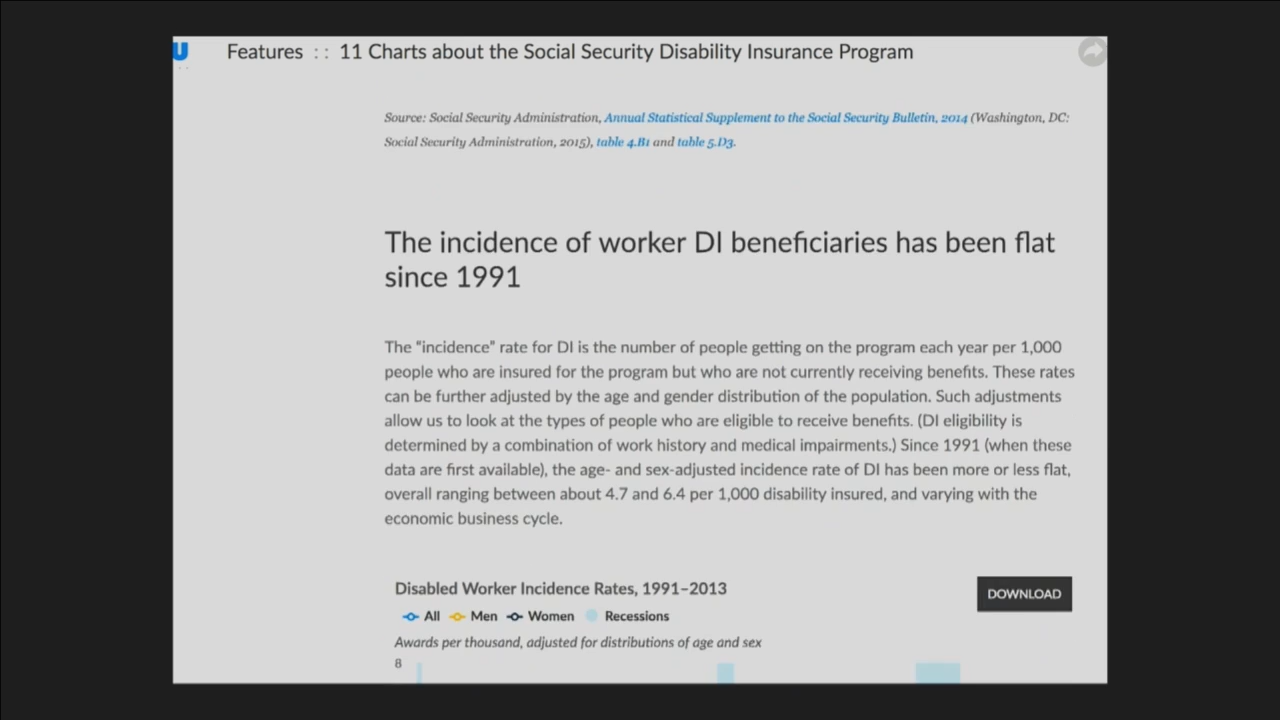 U Features :: 11 Charts about the Social Security Disability Insurance Program
Source: Social Security Administration, Annual Statistical Supplement to the Social Security Bulletin, 2014 (Washington, DC:
Social Security Administration, 2015), table 4.B1 and table 5.D3.
The incidence of worker DI beneficiaries has been flat
since 1991
The "incidence" rate for DI is the number of people getting on the program each year per 1,000
people who are insured for the program but who are not currently receiving benefits. These rates
can be further adjusted by the age and gender distribution of the population. Such adjustments
allow us to look at the types of people who are eligible to receive benefits. (DI eligibility is
determined by a combination of work history and medical impairments.) Since 1991 (when these
data are first available), the age- and sex-adjusted incidence rate of DI has been more or less flat,
overall ranging between about 4.7 and 6.4 per 1,000 disability insured, and varying with the
economic business cycle.
Disabled Worker Incidence Rates, 1991–2013
DOWNLOAD
All Men Women Recessions
Awards per thousand, adjusted for distributions of age and sex
8